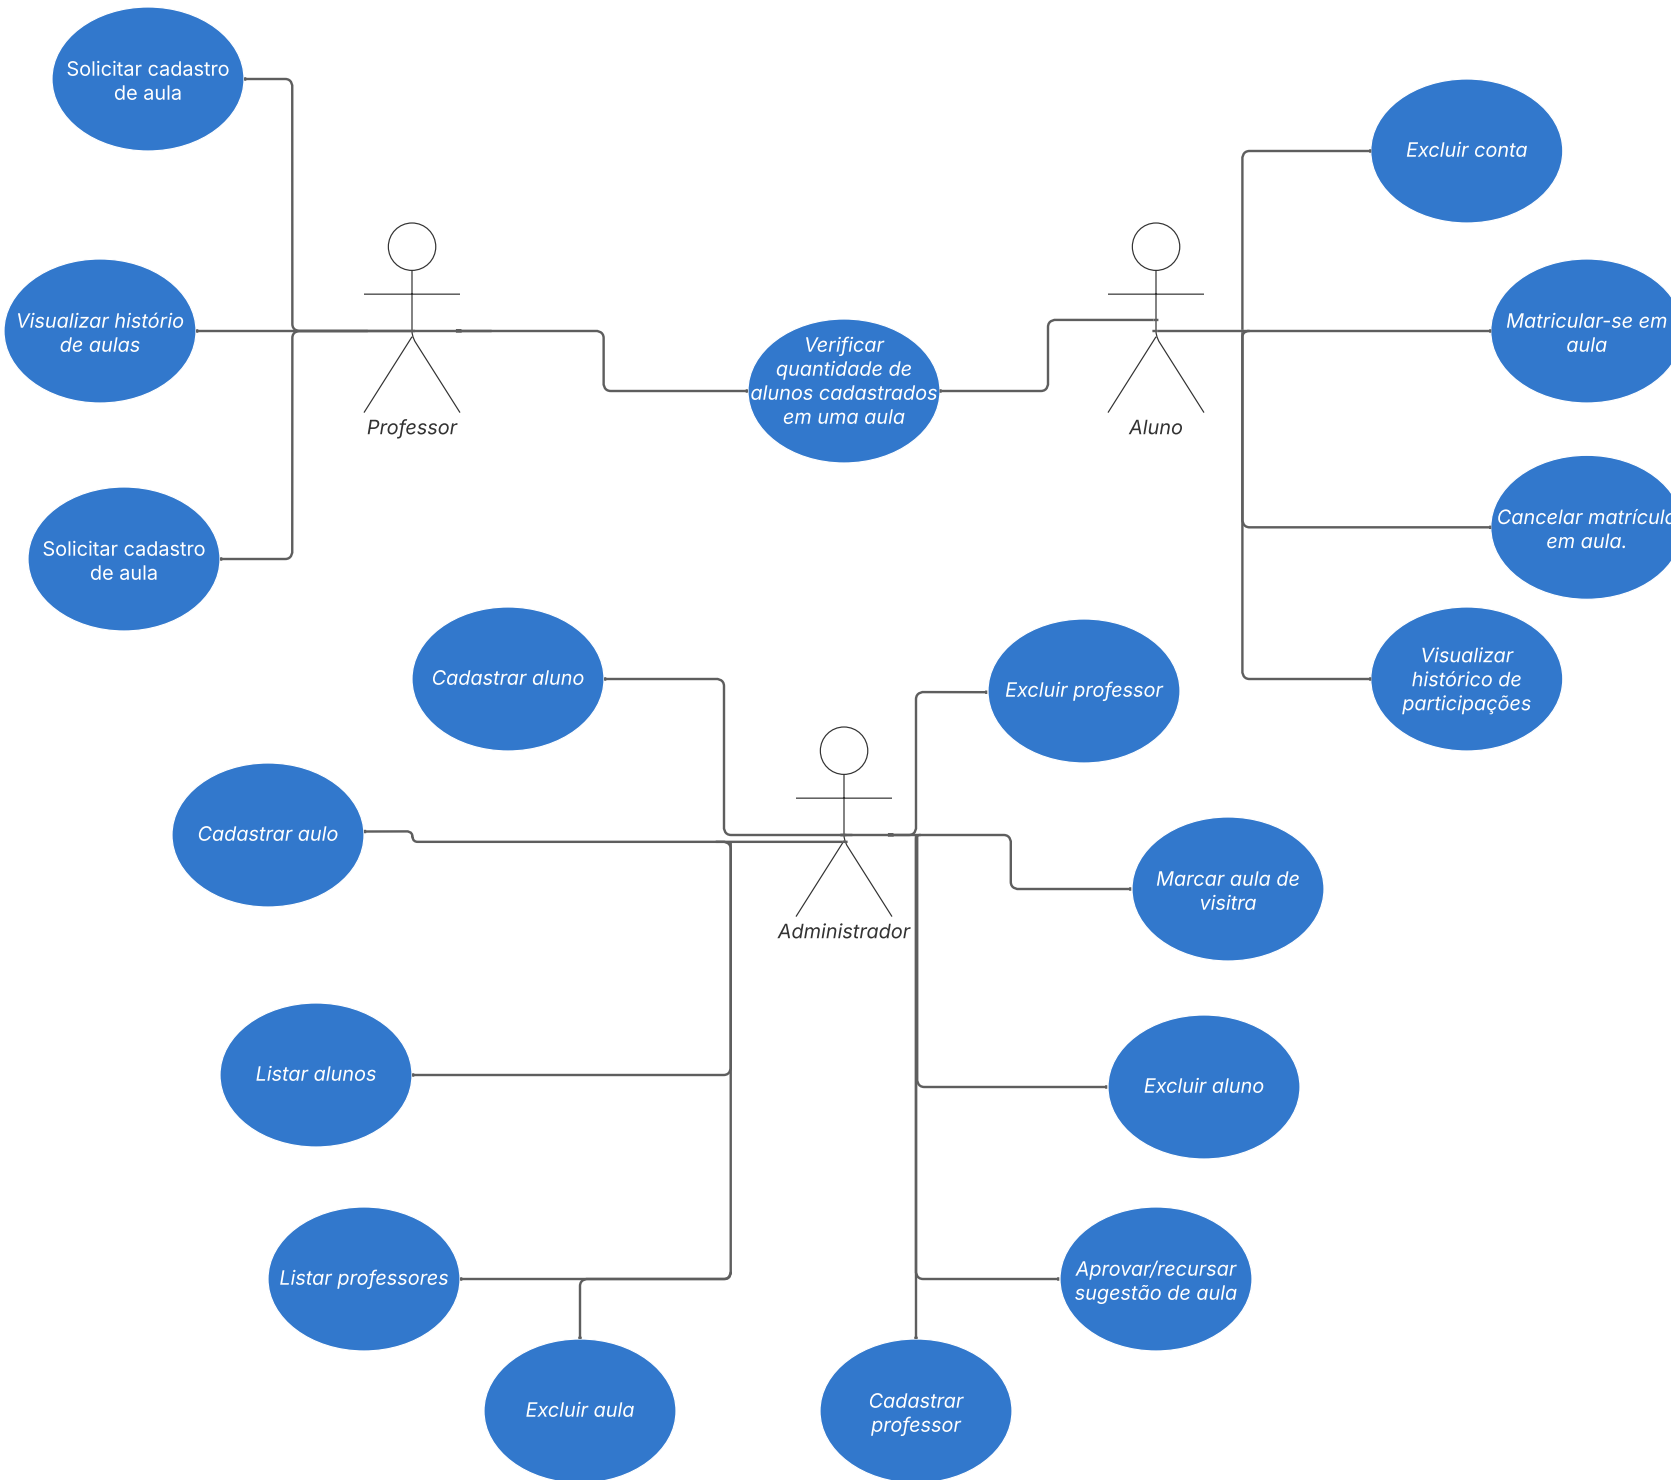 Solicitar cadastro
de aula
Excluir conta
Visualizar histório
de aulas
Matricular-se em
aula
Verificar
quantidade de
alunos cadastrados
em uma aula
Professor
Aluno
Solicitar cadastro
de aula
Cancelar matrícula
em aula.
Cadastrar aluno
Excluir professor
Visualizar
histórico de
participações
Cadastrar aulo
Administrador
Marcar aula de
visitra
Listar alunos
Excluir aluno
Listar professores
Aprovar/recursar
sugestão de aula
Excluir aula
Cadastrar
professor